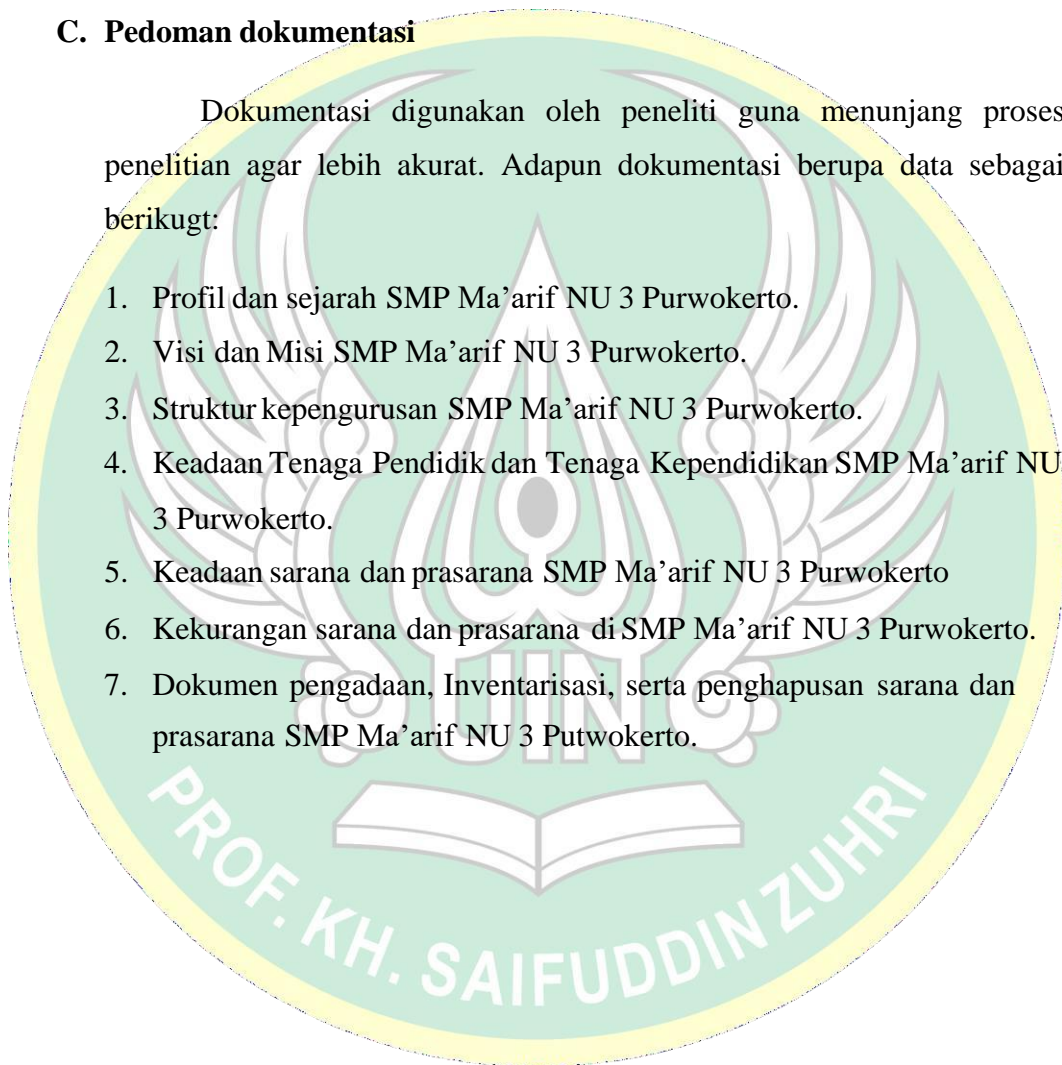 C. Pedoman dokumentasi
Dokumentasi digunakan oleh peneliti guna menunjang proses
penelitian agar lebih akurat. Adapun dokumentasi berupa data sebagai
berikugt:
1. Profil dan sejarah SMP Ma’arif NU 3 Purwokerto.
2. Visi dan Misi SMP Ma’arif NU 3 Purwokerto.
3. Struktur kepengurusan SMP Ma’arif NU 3 Purwokerto.
4. Keadaan Tenaga Pendidik dan Tenaga Kependidikan SMP Ma’arif NU
3 Purwokerto.
5. Keadaan sarana dan prasarana SMP Ma’arif NU 3 Purwokerto
6. Kekurangan sarana dan prasarana di SMP Ma’arif NU 3 Purwokerto.
7. Dokumen pengadaan, Inventarisasi, serta penghapusan sarana dan
prasarana SMP Ma’arif NU 3 Putwokerto.
UIN
PROF. KH. SAIFUDDIN ZUHRI